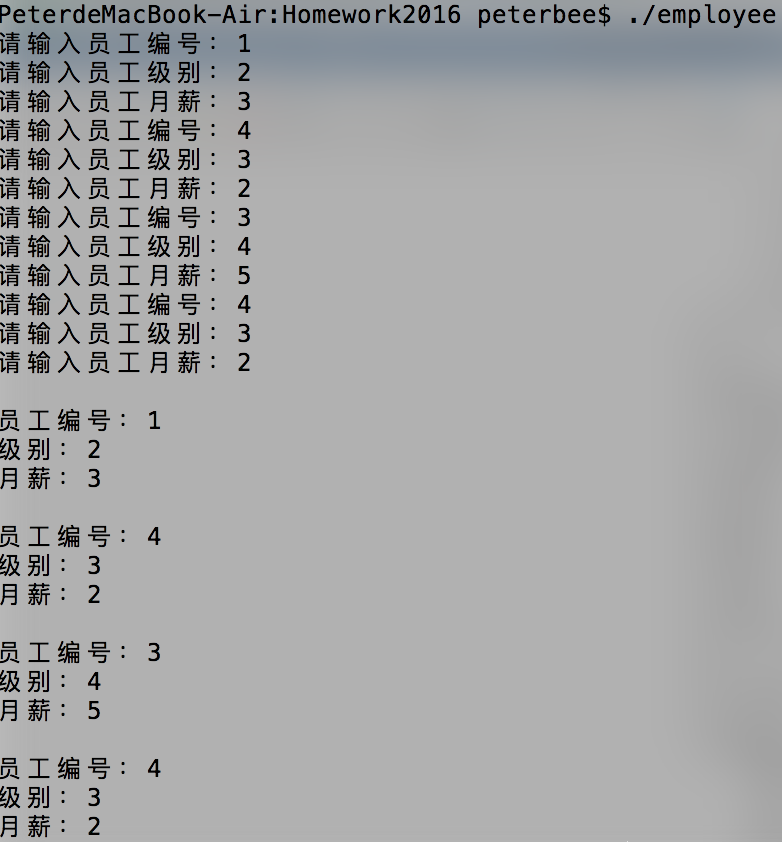 PeterdeMacBook-Air:Homework2016 peterbee$ ./employee
请输入员工编号：1
请输入员工级别：2
请输入员工月薪：3
请输入员工编号：4
请输入员工级别：3
请输入员工月薪：2
请输入员工编号：3
请输入员工级别：4
请输入员工月薪：5
请输入员工编号：4
请输入员工级别：3
请输入员工月薪：2
员工编号：1
级别：2
月薪：3
员工编号：4
级别：3
月薪：2
员工编号：3
级别：4
月薪：5
员工编号：4
级别：3
月薪：2